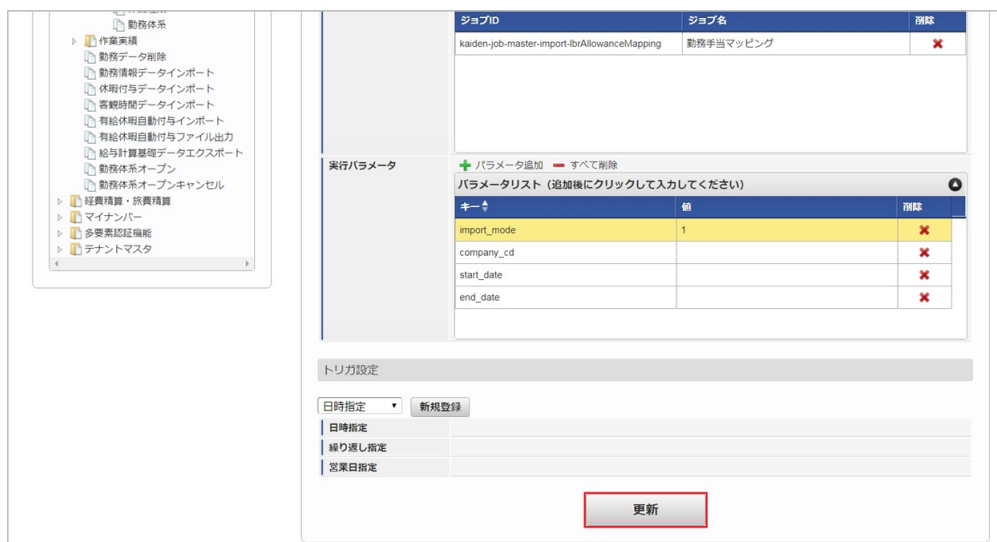 勤務体系
作業実績
勤務データ削除
勤務情報データインポート
休暇付与データインポート
客観時間データインポート
有給休暇自動付与インポート
有給休暇自動付与ファイル出力
給与計算基礎データエクスポート
勤務体系オープン
勤務体系オープンキャンセル
経費精算・旅費精算
マイナンバー
多要素認証機能
テナントマスタ
ジョブID ジョブ名 削除
kaiden-job-master-import-lbrAllowanceMapping 勤務手当マッピング
実行パラメータ
パラメータ追加 すべて削除
パラメータリスト（追加後にクリックして入力してください）
キー 値 削除
import_mode 1
company_cd
start_date
end_date
トリガ設定
日時指定 新規登録
日時指定
繰り返し指定
営業日指定
更新